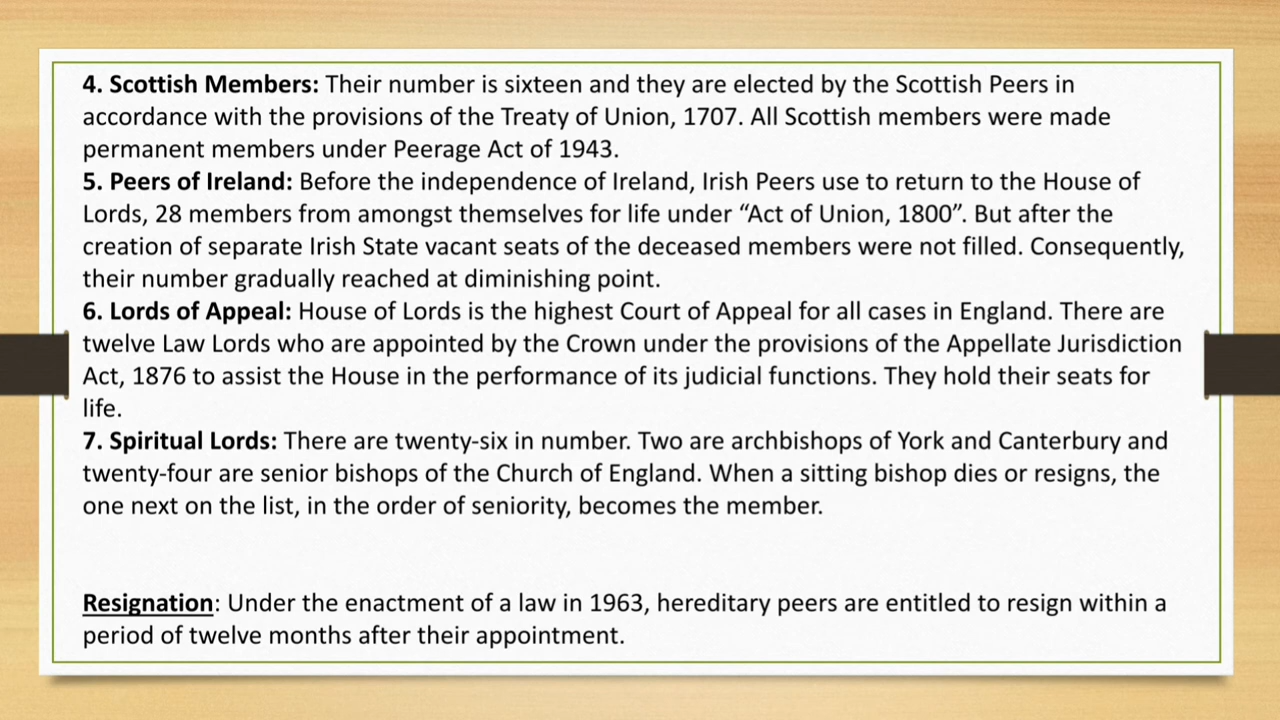 4. Scottish Members: Their number is sixteen and they are elected by the Scottish Peers in
accordance with the provisions of the Treaty of Union, 1707. All Scottish members were made
permanent members under Peerage Act of 1943.
5. Peers of Ireland: Before the independence of Ireland, Irish Peers use to return to the House of
Lords, 28 members from amongst themselves for life under “Act of Union, 1800”. But after the
creation of separate Irish State vacant seats of the deceased members were not filled. Consequently,
their number gradually reached at diminishing point.
6. Lords of Appeal: House of Lords is the highest Court of Appeal for all cases in England. There are
twelve Law Lords who are appointed by the Crown under the provisions of the Appellate Jurisdiction
Act, 1876 to assist the House in the performance of its judicial functions. They hold their seats for
life.
7. Spiritual Lords: There are twenty-six in number. Two are archbishops of York and Canterbury and
twenty-four are senior bishops of the Church of England. When a sitting bishop dies or resigns, the
one next on the list, in the order of seniority, becomes the member.
Resignation: Under the enactment of a law in 1963, hereditary peers are entitled to resign within a
period of twelve months after their appointment.